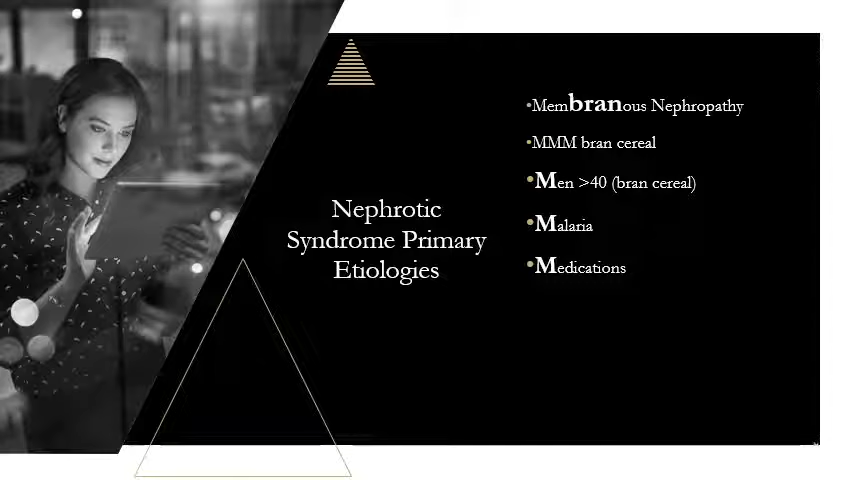 Nephrotic
Syndrome Primary
Etiologies
•Membranous Nephropathy
•MMM bran cereal
•Men >40 (bran cereal)
•Malaria
•Medications